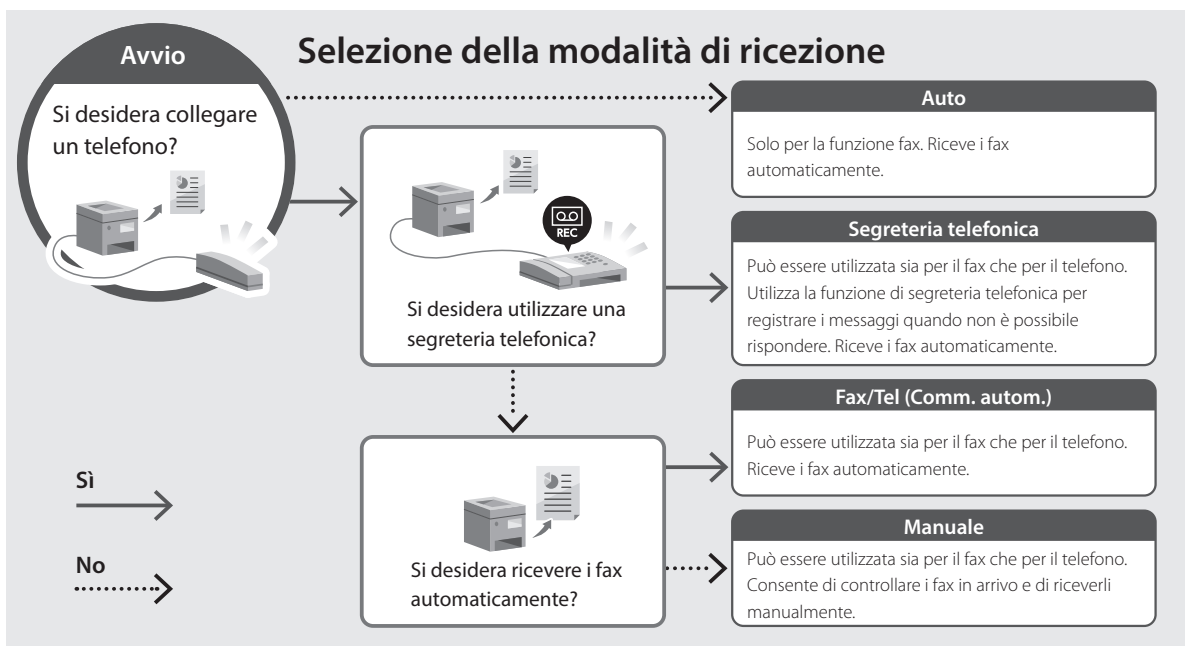 Avvio
Selezione della modalità di ricezione
Si desidera collegare
un telefono?
Auto
Solo per la funzione fax. Riceve i fax
automaticamente.
REC
Si desidera utilizzare una
segreteria telefonica?
Segreteria telefonica
Può essere utilizzata sia per il fax che per il telefono.
Utilizza la funzione di segreteria telefonica per
registrare i messaggi quando non è possibile
rispondere. Riceve i fax automaticamente.
Fax/Tel (Comm. autom.)
Può essere utilizzata sia per il fax che per il telefono.
Riceve i fax automaticamente.
Sì
No
Si desidera ricevere i fax
automaticamente?
Manuale
Può essere utilizzata sia per il fax che per il telefono.
Consente di controllare i fax in arrivo e di riceverli
manualmente.